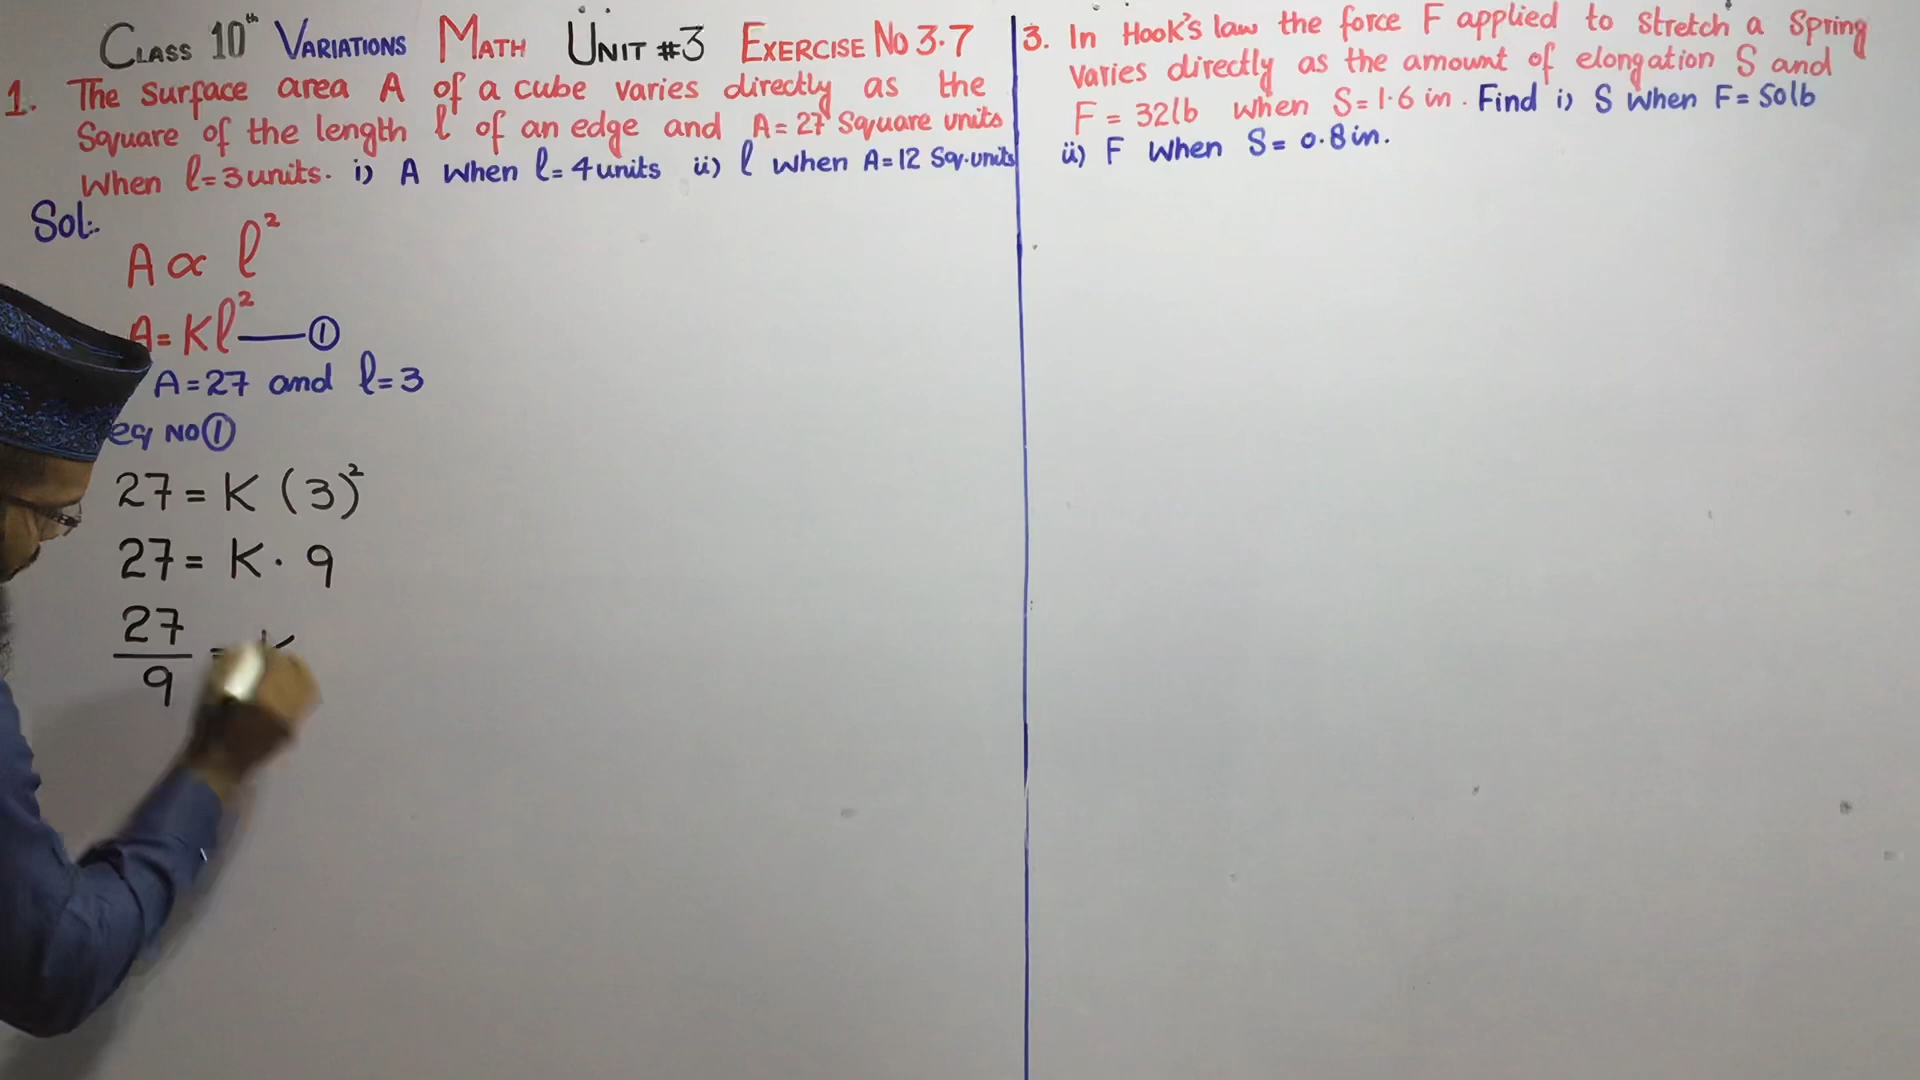 CLASS 10th VARIATIONS MATH UNIT #3 EXERCISE NO 3.7
1. The surface area A of a cube varies directly as the
Square of the length l of an edge and A=27 Square units
When l=3 units. i) A when l=4 units ii) l when A=12 Sq.units
Sol:.
A ∝ l²
A=Kl² ①
A=27 and l=3
eq NO①
27= K (3)²
27= K · 9
27/9 = K
3. In Hook's law the force F applied to stretch a Spring
Varies directly as the amount of elongation S and
F = 32lb when S=1.6 in. Find i) S when F=50lb
ii) F when S= 0.8in.